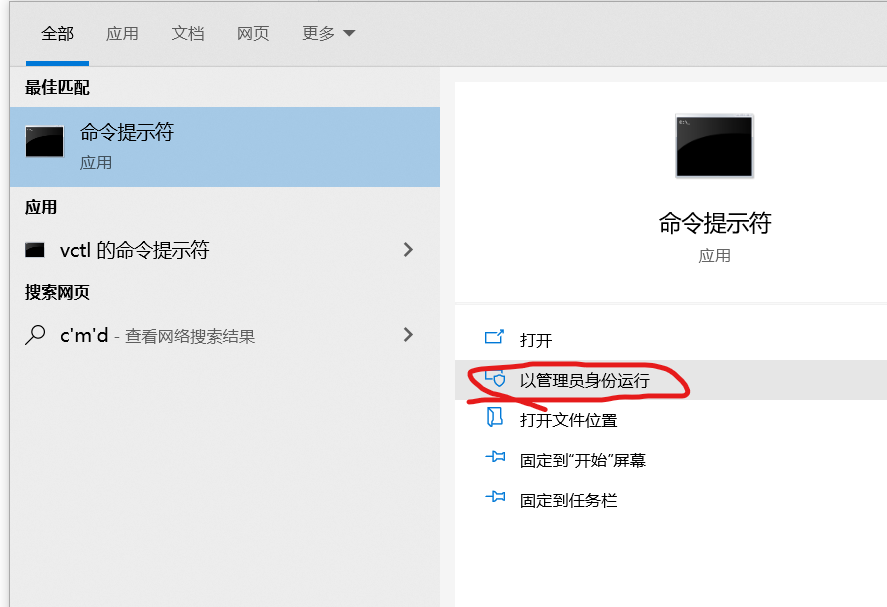 全部 应用 文档 网页 更多
最佳匹配
命令提示符
应用
应用
vctl 的命令提示符
搜索网页
c'm'd - 查看网络搜索结果
命令提示符
应用
打开
以管理员身份运行
打开文件位置
固定到“开始”屏幕
固定到任务栏